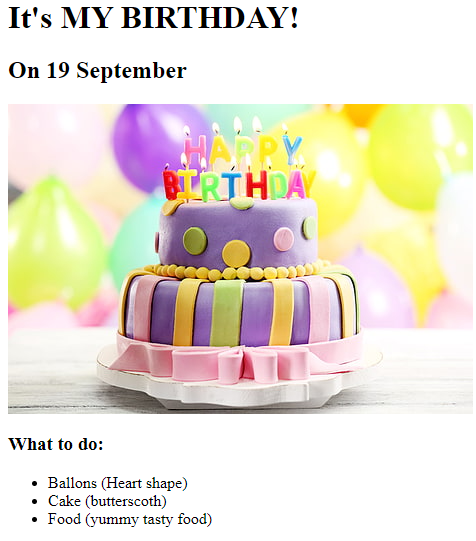 It's MY BIRTHDAY!
On 19 September
HAPPY
BIRTHDAY
What to do:
Ballons (Heart shape)
Cake (butterscoth)
Food (yummy tasty food)